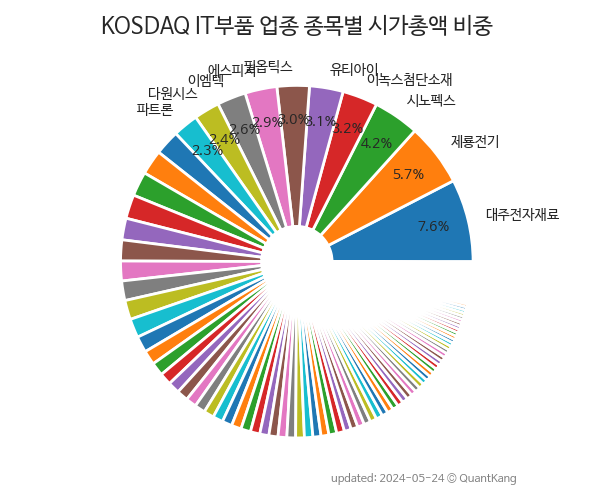 KOSDAQ IT부품 업종 종목별 시가총액 비중
대주전자재료
7.6%
제룡전기
5.7%
시노펙스
4.2%
이녹스첨단소재
3.2%
유티아이
3.1%
3.0%
2.9%
이엠텍
2.6%
다원시스
2.4%
파트론
2.3%
updated: 2024-05-24 © QuantKang